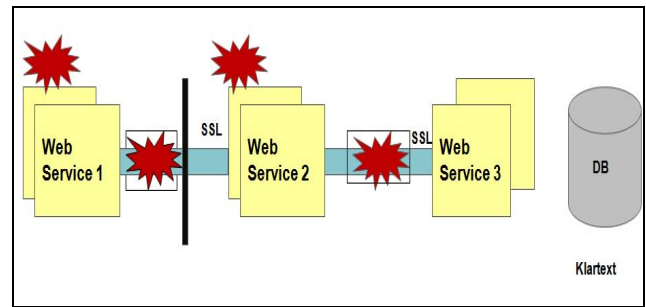 Web
Service 1
SSL
Web
Service 2
SSL
Web
Service 3
DB
Klartext